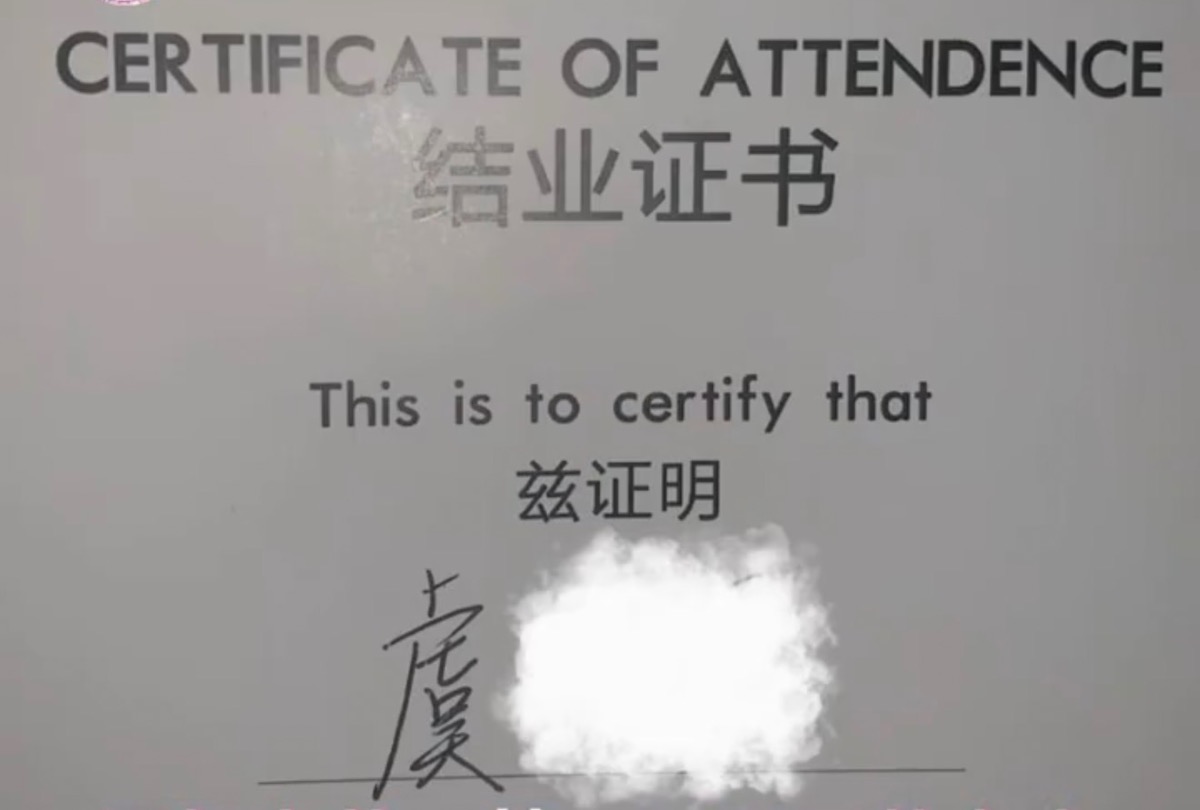 CERTIFICATE OF ATTENDENCE
结业证书
This is to certify that
兹证明
虞